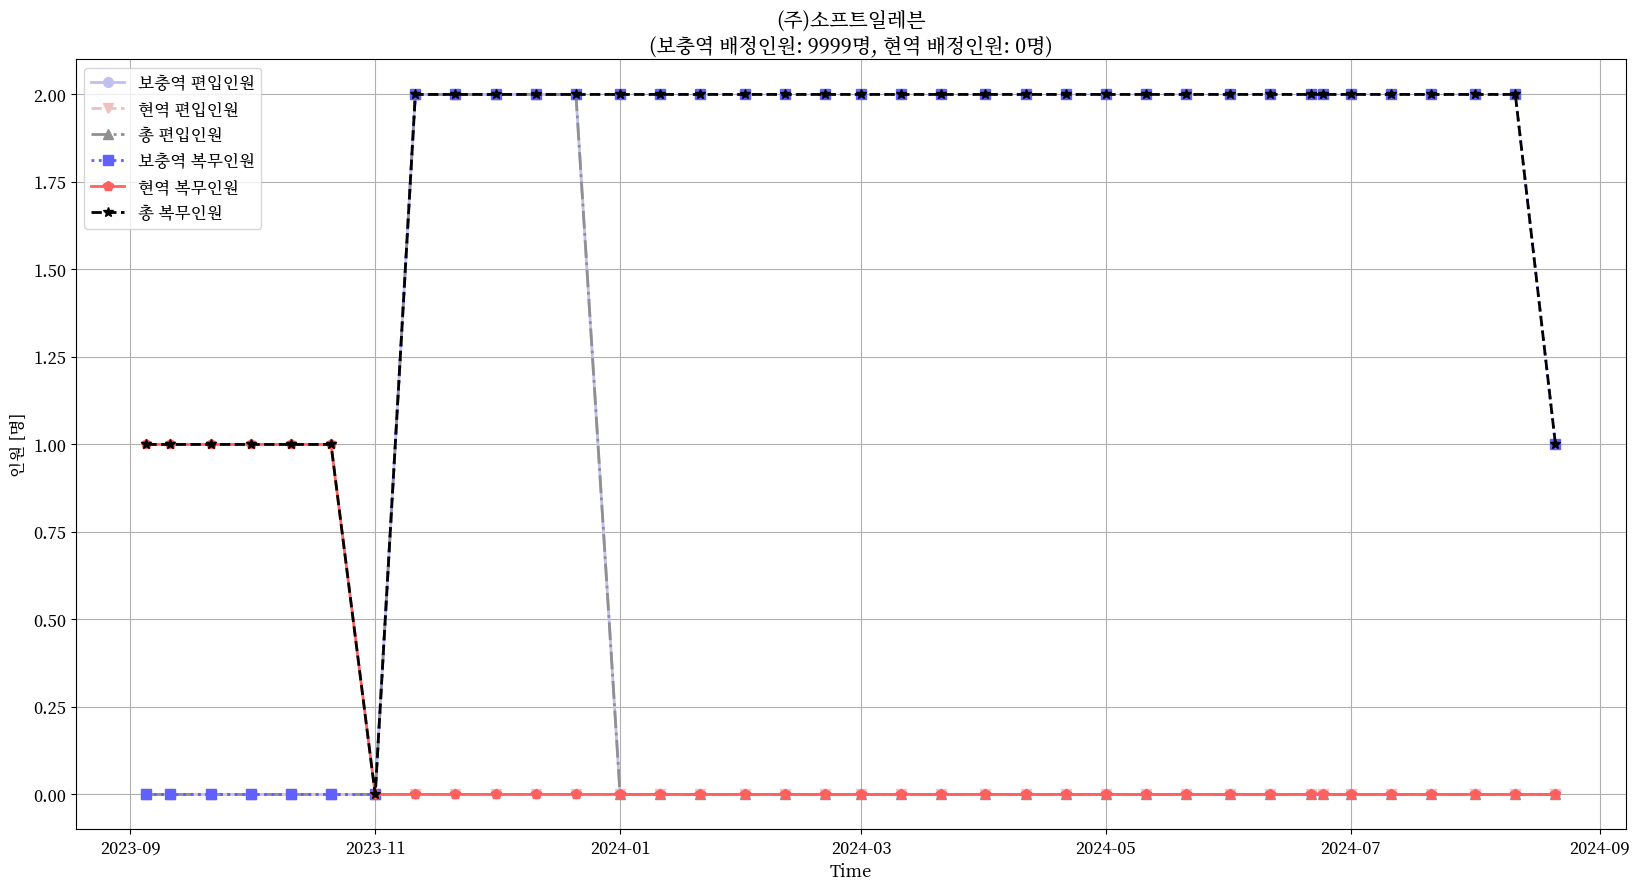 (주)소프트일레븐
(보충역 배정인원: 9999명, 현역 배정인원: 0명)
보충역 편입인원
현역 편입인원
총 편입인원
보충역 복무인원
현역 복무인원
총 복무인원
2.00
1.75
1.50
1.25
1.00
0.75
0.50
0.25
0.00
인원 [명]
2023-09
2023-11
2024-01
2024-03
2024-05
2024-07
2024-09
Time